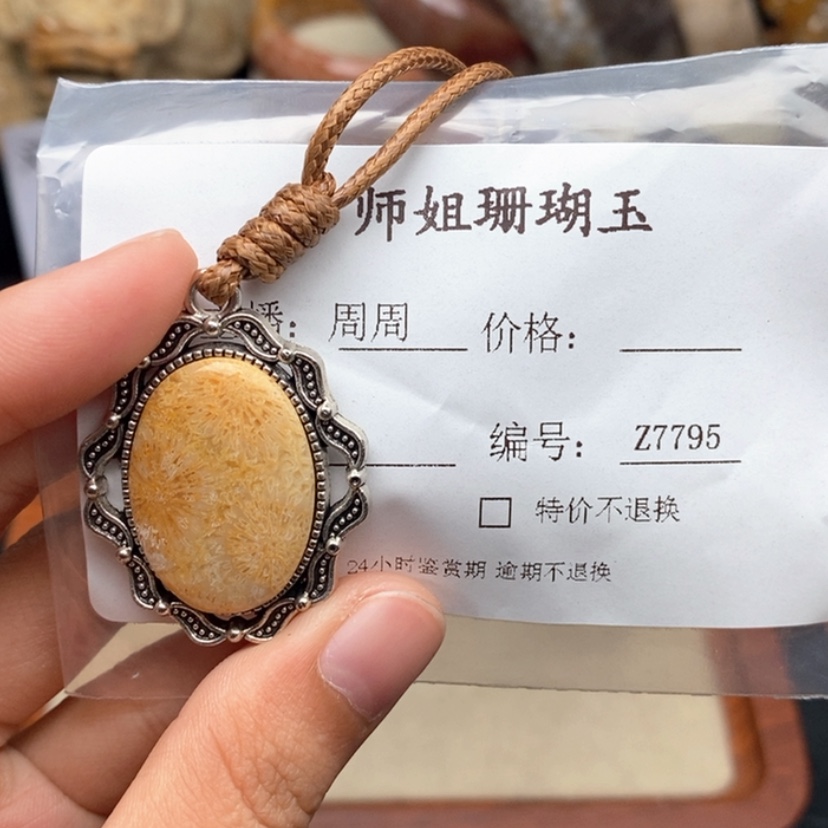 师姐珊瑚玉
播：周周 价格：
编号：Z7795
特价不退换
24小时鉴赏期 逾期不退换